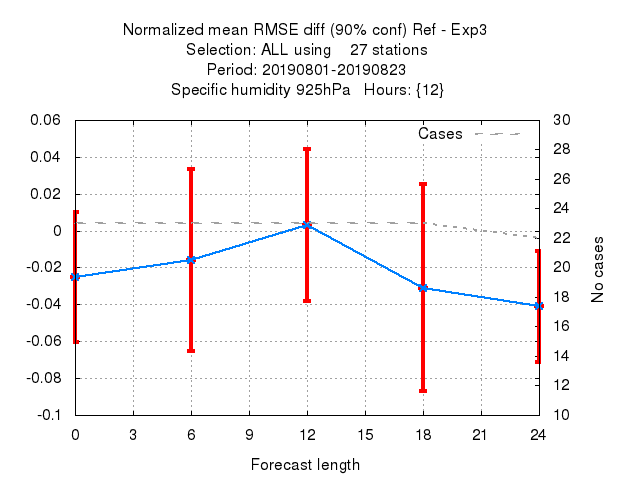 Normalized mean RMSE diff (90% conf) Ref - Exp3
Selection: ALL using    27 stations
Period: 20190801-20190823
Specific humidity 925hPa   Hours: {12}
Cases
0.06
0.04
0.02
0
-0.02
-0.04
-0.06
-0.08
-0.1
30
28
26
24
22
20
18
16
14
12
10
No cases
0 3 6 9 12 15 18 21 24
Forecast length